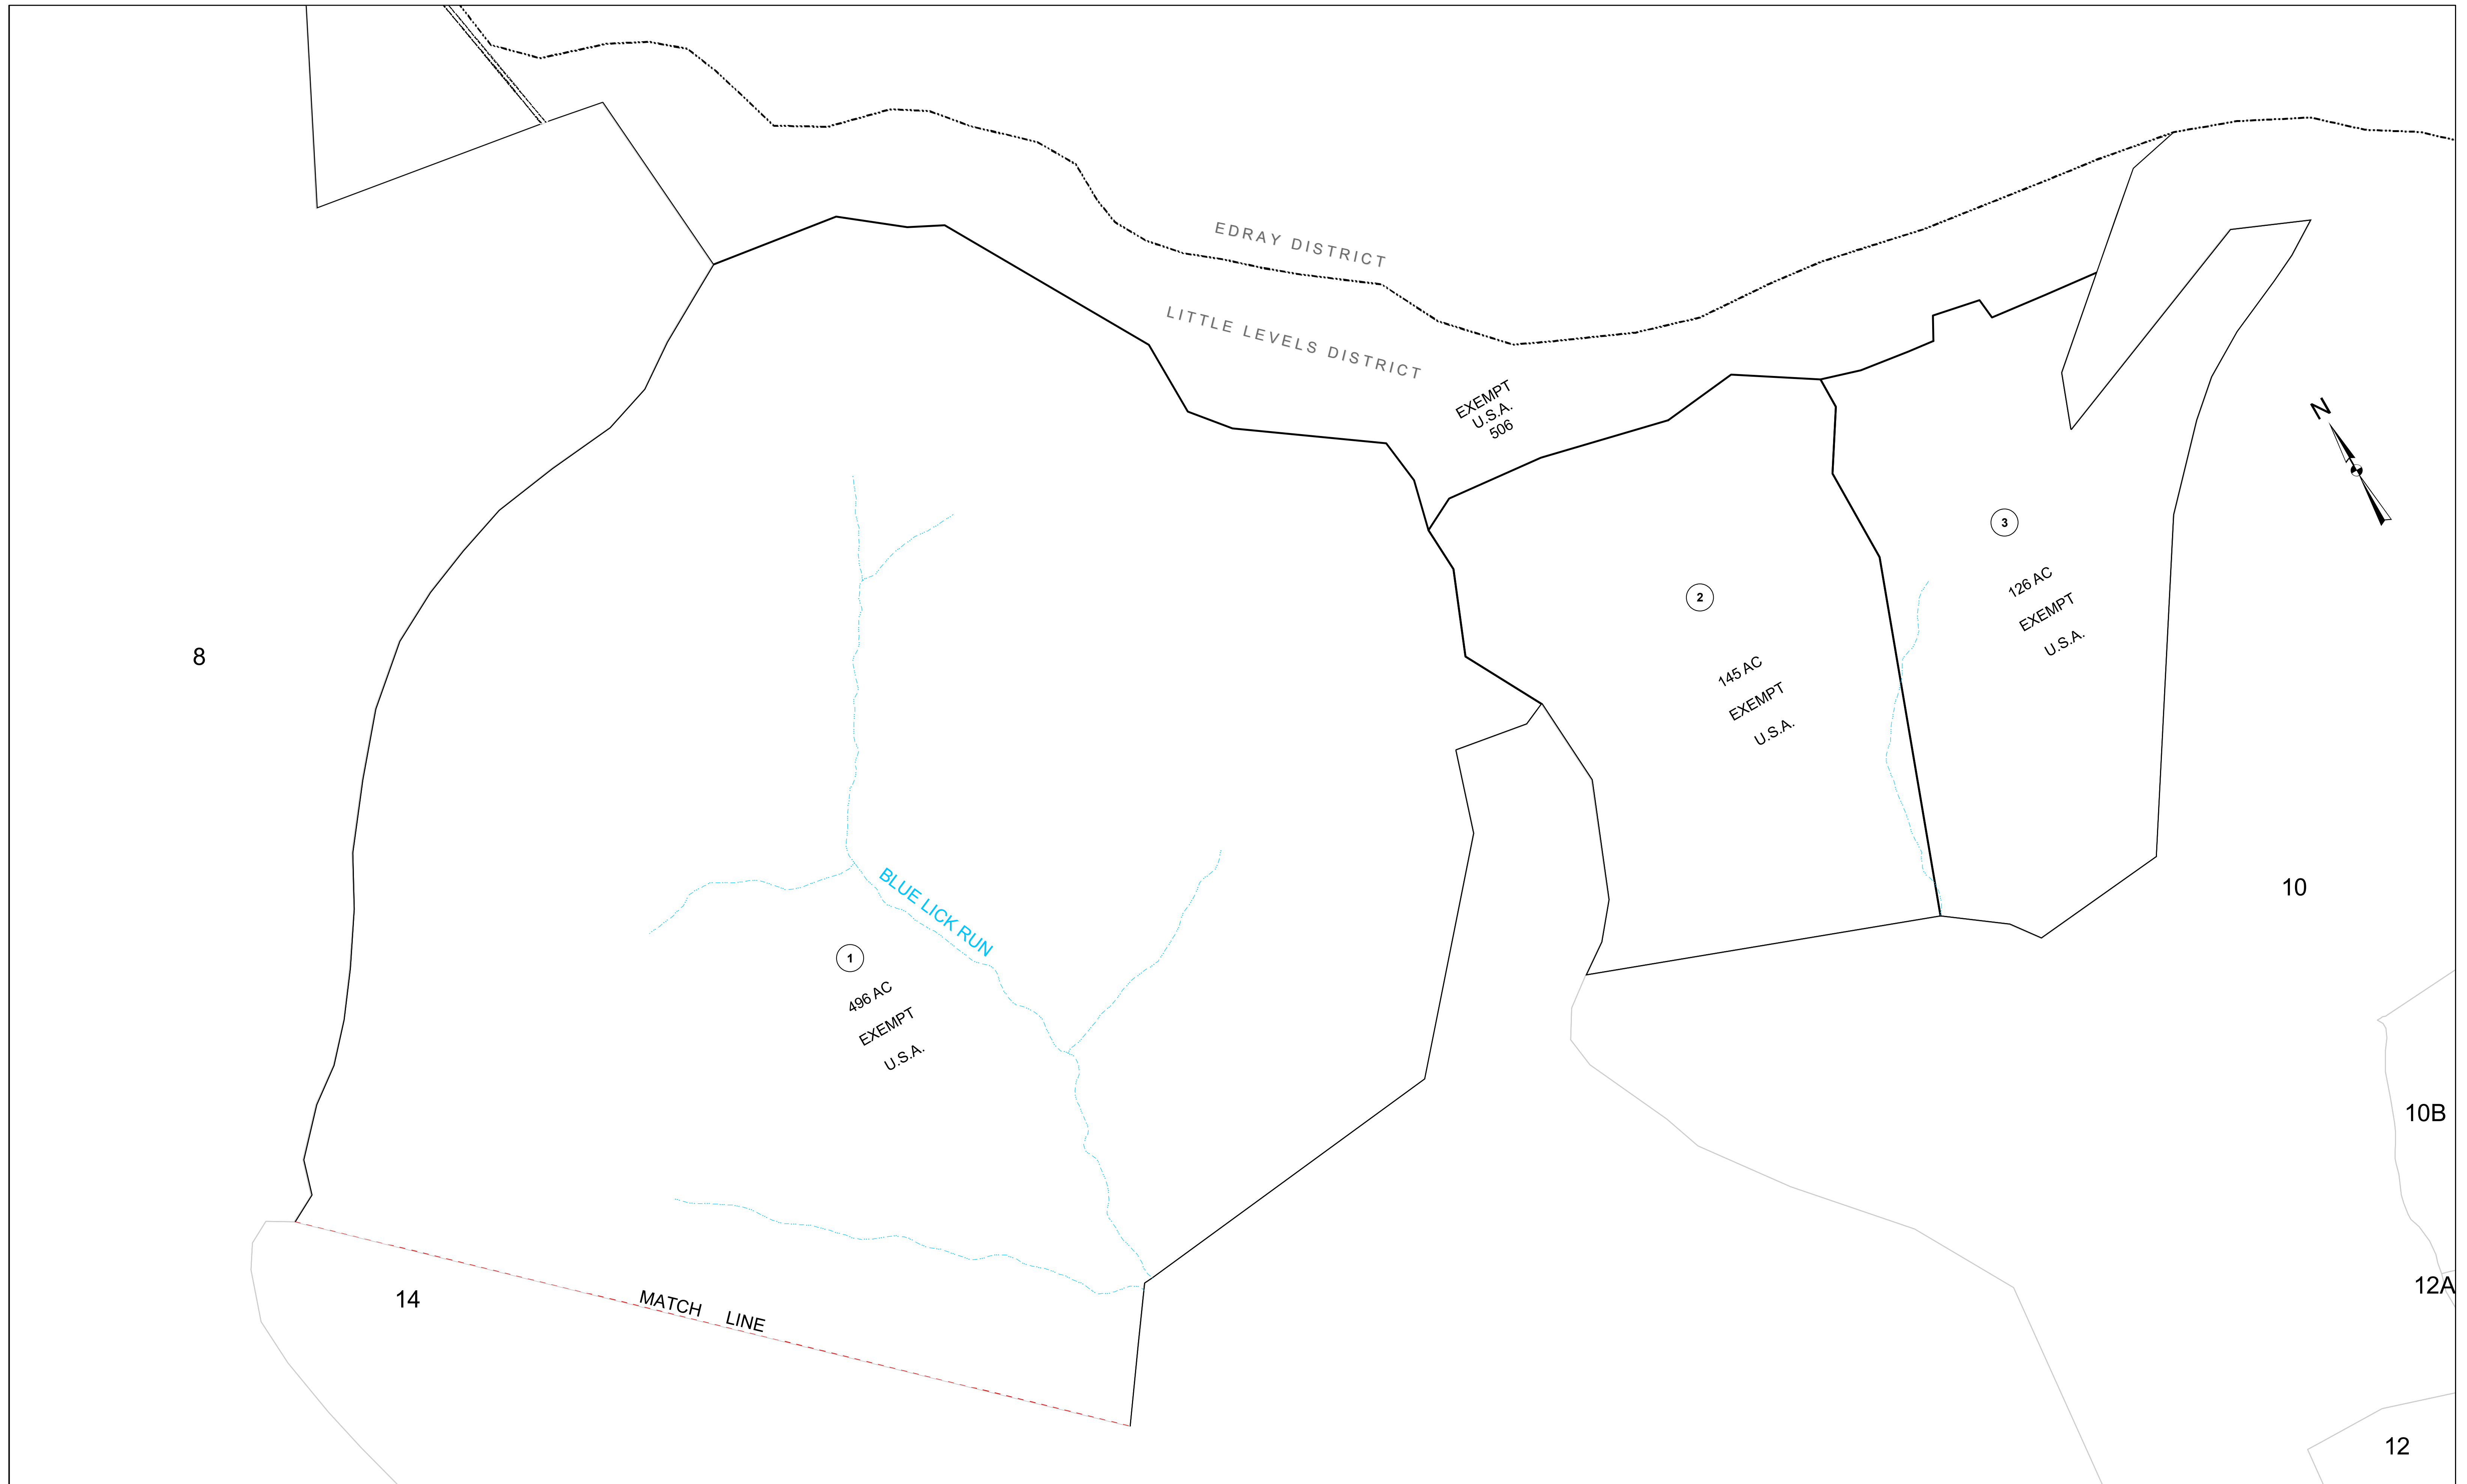 EDRAY DISTRICT
LITTLE LEVELS DISTRICT
EXEMPT
U.S.A.
506
N
3
126 AC
EXEMPT
U.S.A.
2
145 AC
EXEMPT
U.S.A.
8
BLUE LICK RUN
10
1
496 AC
EXEMPT
U.S.A.
10B
12A
14
MATCH LINE
12